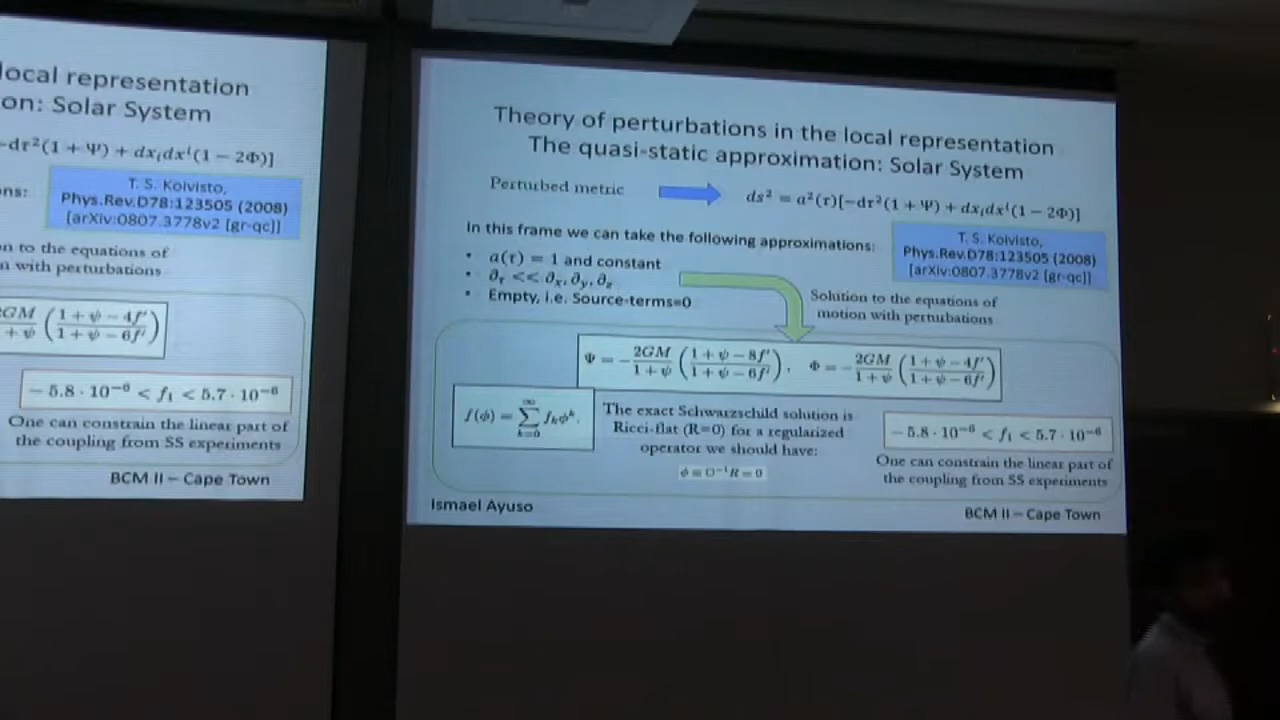 local representation
on: Solar System
-dτ²(1 + Ψ) + dxᵢdxⁱ(1 − 2Φ)]
ns:
T. S. Koivisto,
Phys.Rev.D78:123505 (2008)
[arXiv:0807.3778v2 [gr-qc]]
n to the equations of
n with perturbations
2GM/(1 + ψ) ((1 + ψ − 4f′)/(1 + ψ − 6f′))
−5.8 · 10⁻⁶ < f₁ < 5.7 · 10⁻⁶
One can constrain the linear part of
the coupling from SS experiments
BCM II – Cape Town
Theory of perturbations in the local representation
The quasi-static approximation: Solar System
Perturbed metric
ds² = a²(τ)[−dτ²(1 + Ψ) + dxᵢdxⁱ(1 − 2Φ)]
In this frame we can take the following approximations:
T. S. Koivisto,
Phys.Rev.D78:123505 (2008)
[arXiv:0807.3778v2 [gr-qc]]
• a(τ) = 1 and constant
• ∂τ << ∂x, ∂y, ∂z
• Empty, i.e. Source-terms=0
Solution to the equations of
motion with perturbations
Ψ = −2GM/(1 + ψ) ((1 + ψ − 8f′)/(1 + ψ − 6f′)), Φ = −2GM/(1 + ψ) ((1 + ψ − 4f′)/(1 + ψ − 6f′))
f(ϕ) = ∑_{k=0}^{∞} fₖϕᵏ.
The exact Schwarzschild solution is
Ricci-flat (R=0) for a regularized
operator we should have:
ϕ ≡ □⁻¹R = 0
−5.8 · 10⁻⁶ < f₁ < 5.7 · 10⁻⁶
One can constrain the linear part of
the coupling from SS experiments
Ismael Ayuso
BCM II – Cape Town